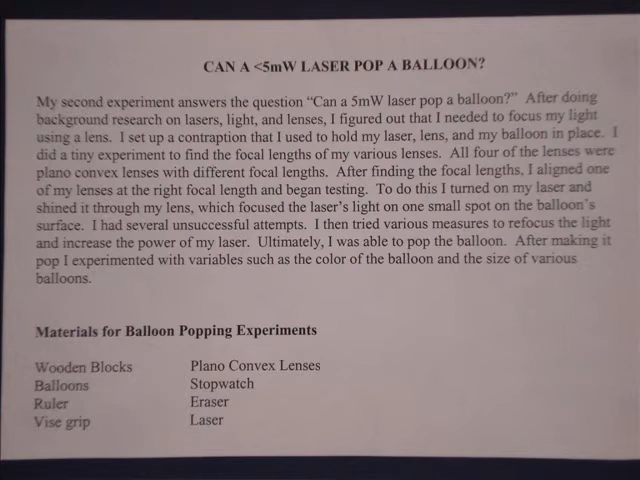 CAN A <5mW LASER POP A BALLOON?
My second experiment answers the question “Can a 5mW laser pop a balloon?” After doing
background research on lasers, light, and lenses, I figured out that I needed to focus my light
using a lens. I set up a contraption that I used to hold my laser, lens, and my balloon in place. I
did a tiny experiment to find the focal lengths of my various lenses. All four of the lenses were
plano convex lenses with different focal lengths. After finding the focal lengths, I aligned one
of my lenses at the right focal length and began testing. To do this I turned on my laser and
shined it through my lens, which focused the laser’s light on one small spot on the balloon’s
surface. I had several unsuccessful attempts. I then tried various measures to refocus the light
and increase the power of my laser. Ultimately, I was able to pop the balloon. After making it
pop I experimented with variables such as the color of the balloon and the size of various
balloons.
Materials for Balloon Popping Experiments
Wooden Blocks Plano Convex Lenses
Balloons Stopwatch
Ruler Eraser
Vise grip Laser